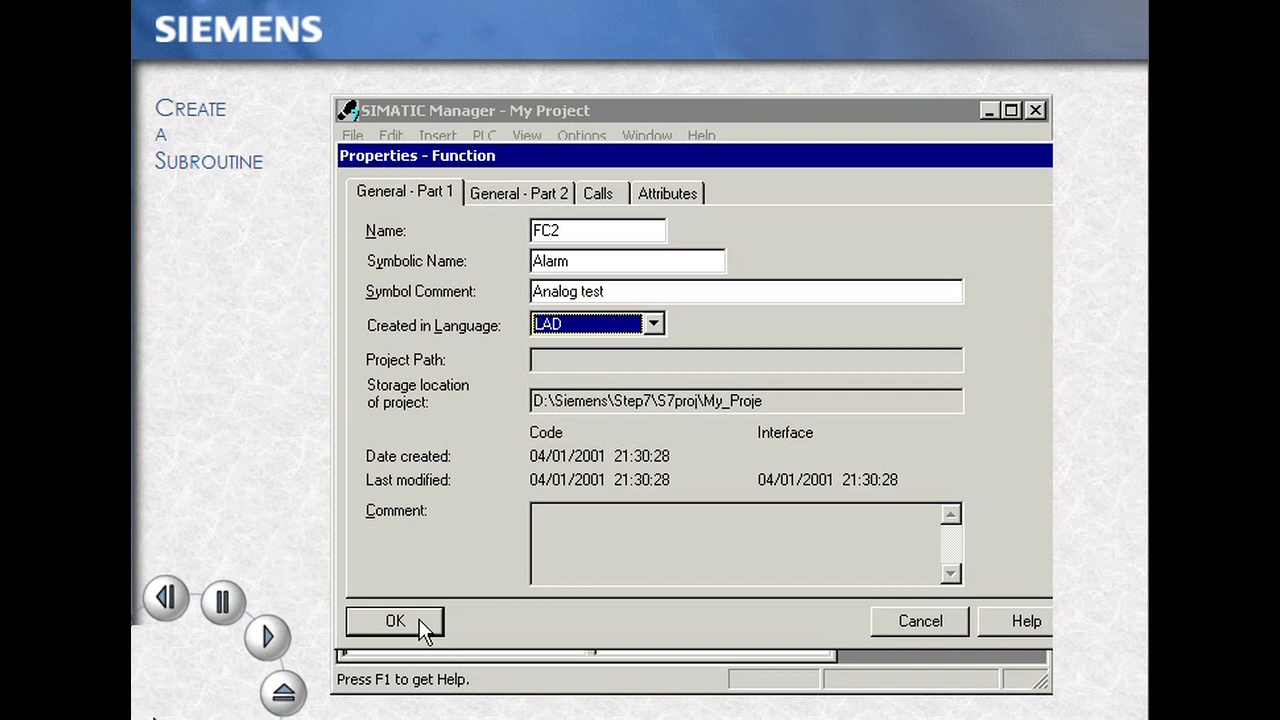 SIEMENS
CREATE
A
SUBROUTINE
SIMATIC Manager - My Project
File Edit Insert PLC View Options Window Help
Properties - Function
General - Part 1 General - Part 2 Calls Attributes
Name: FC2
Symbolic Name: Alarm
Symbol Comment: Analog test
Created in Language: LAD
Project Path:
Storage location
of project: D:\Siemens\Step7\S7proj\My_Proje
Code Interface
Date created: 04/01/2001 21:30:28
Last modified: 04/01/2001 21:30:28 04/01/2001 21:30:28
Comment:
OK Cancel Help
Press F1 to get Help.